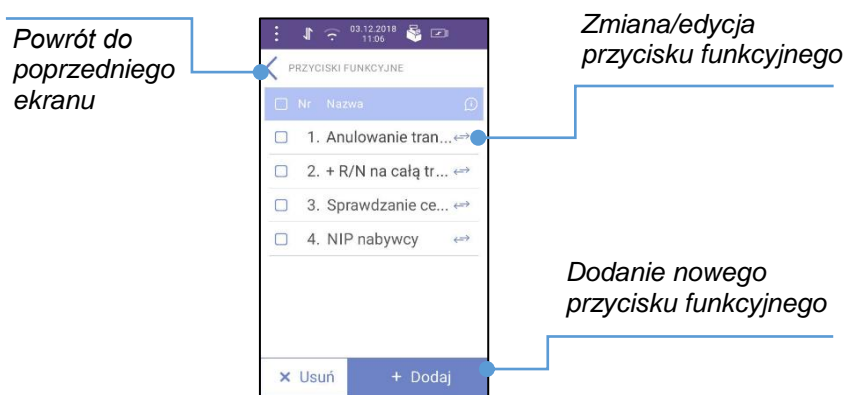 Powrót do
poprzedniego
ekranu
03.12.2018
11:06
PRZYCISKI FUNKCYJNE
Nr Nazwa
1. Anulowanie tran...
2. + R/N na całą tr...
3. Sprawdzanie ce...
4. NIP nabywcy
× Usuń + Dodaj
Zmiana/edycja
przycisku funkcyjnego
Dodanie nowego
przycisku funkcyjnego